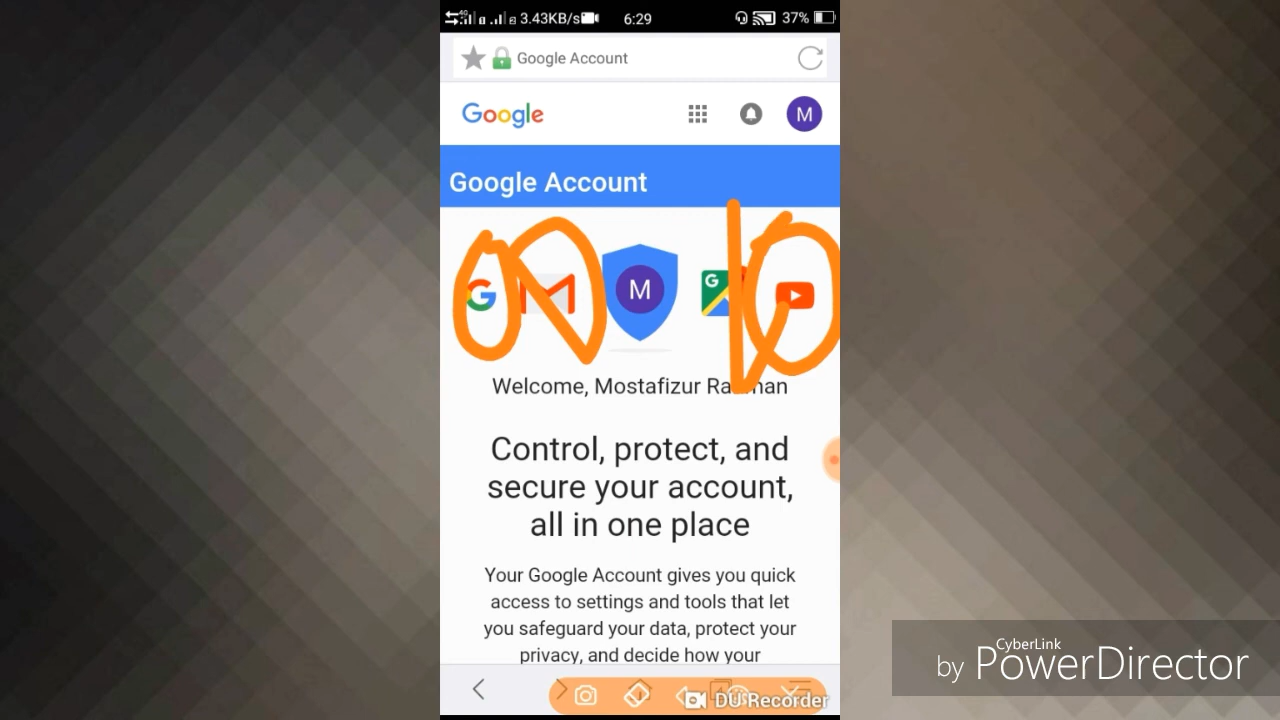 4G 3.43KB/s 6:29 37%
Google Account
Google M
Google Account
G M G
M
Welcome, Mostafizur
Control, protect, and
secure your account,
all in one place
Your Google Account gives you quick
access to settings and tools that let
you safeguard your data, protect your
privacy, and decide how your
DU Recorder
CyberLink
by PowerDirector